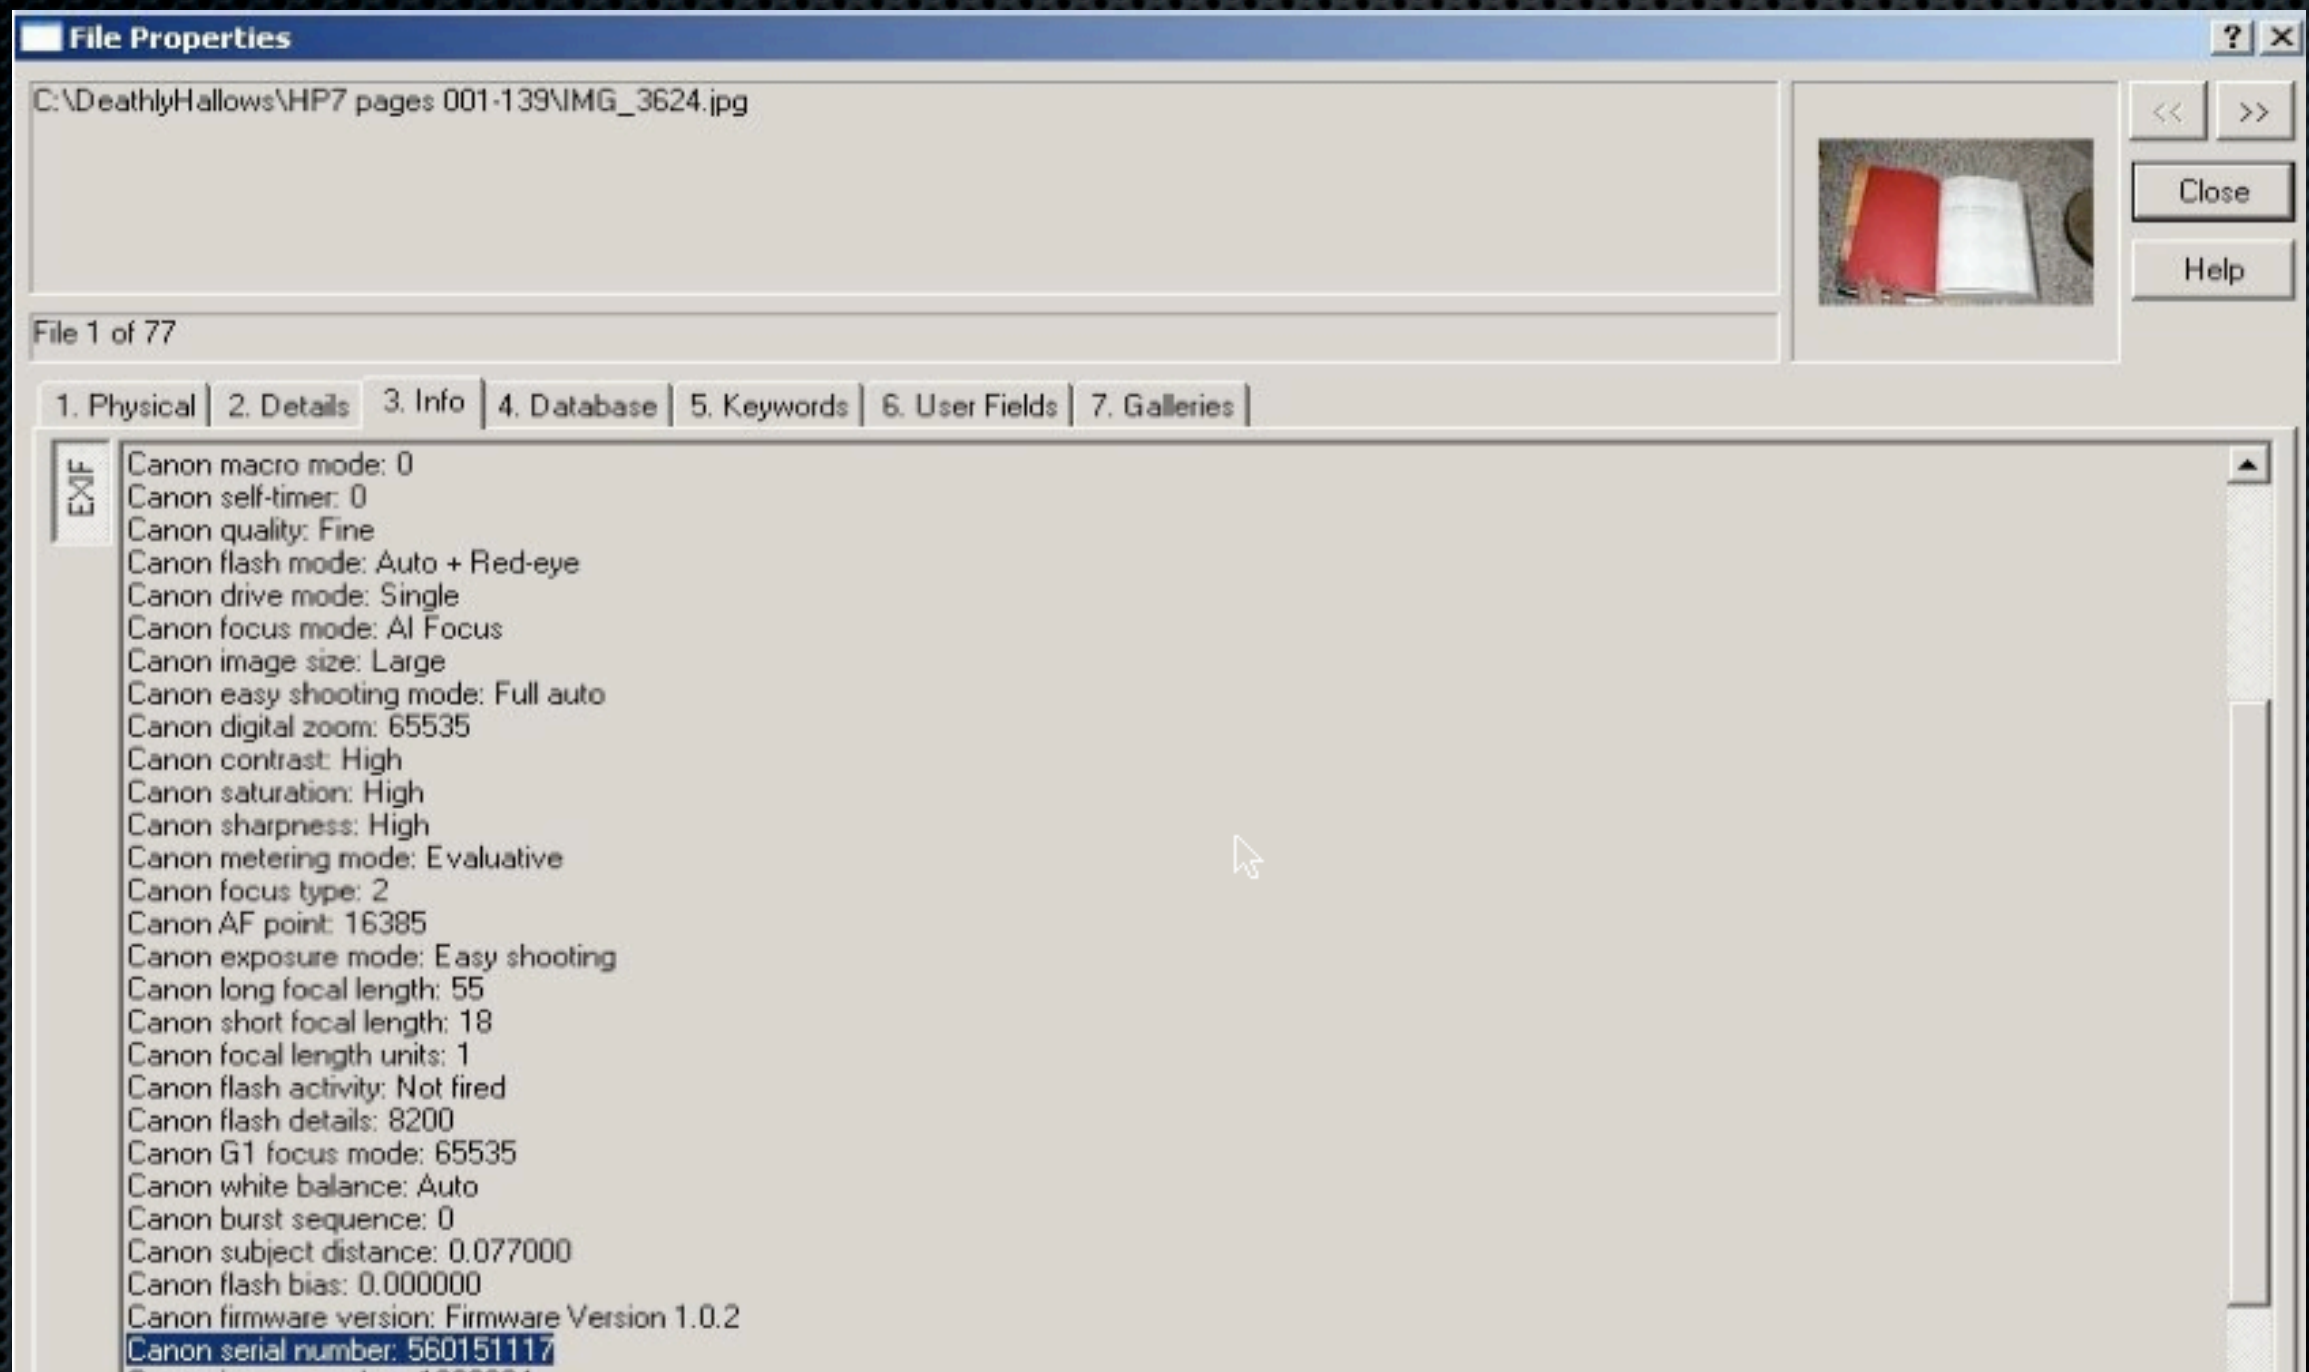 File Properties
? X
C:\DeathlyHallows\HP7 pages 001-139\IMG_3624.jpg
<< >>
Close
Help
File 1 of 77
1. Physical 2. Details 3. Info 4. Database 5. Keywords 6. User Fields 7. Galleries
EXIF
Canon macro mode: 0
Canon self-timer: 0
Canon quality: Fine
Canon flash mode: Auto + Red-eye
Canon drive mode: Single
Canon focus mode: AI Focus
Canon image size: Large
Canon easy shooting mode: Full auto
Canon digital zoom: 65535
Canon contrast: High
Canon saturation: High
Canon sharpness: High
Canon metering mode: Evaluative
Canon focus type: 2
Canon AF point: 16385
Canon exposure mode: Easy shooting
Canon long focal length: 55
Canon short focal length: 18
Canon focal length units: 1
Canon flash activity: Not fired
Canon flash details: 8200
Canon G1 focus mode: 65535
Canon white balance: Auto
Canon burst sequence: 0
Canon subject distance: 0.077000
Canon flash bias: 0.000000
Canon firmware version: Firmware Version 1.0.2
Canon serial number: 560151117